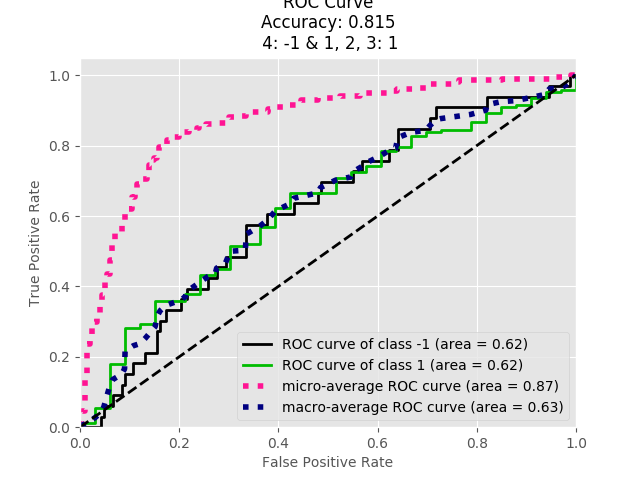 ROC Curve
Accuracy: 0.815
4: -1 & 1, 2, 3: 1
1.0
0.8
0.6
0.4
0.2
0.0
True Positive Rate
ROC curve of class -1 (area = 0.62)
ROC curve of class 1 (area = 0.62)
micro-average ROC curve (area = 0.87)
macro-average ROC curve (area = 0.63)
0.0 0.2 0.4 0.6 0.8 1.0
False Positive Rate